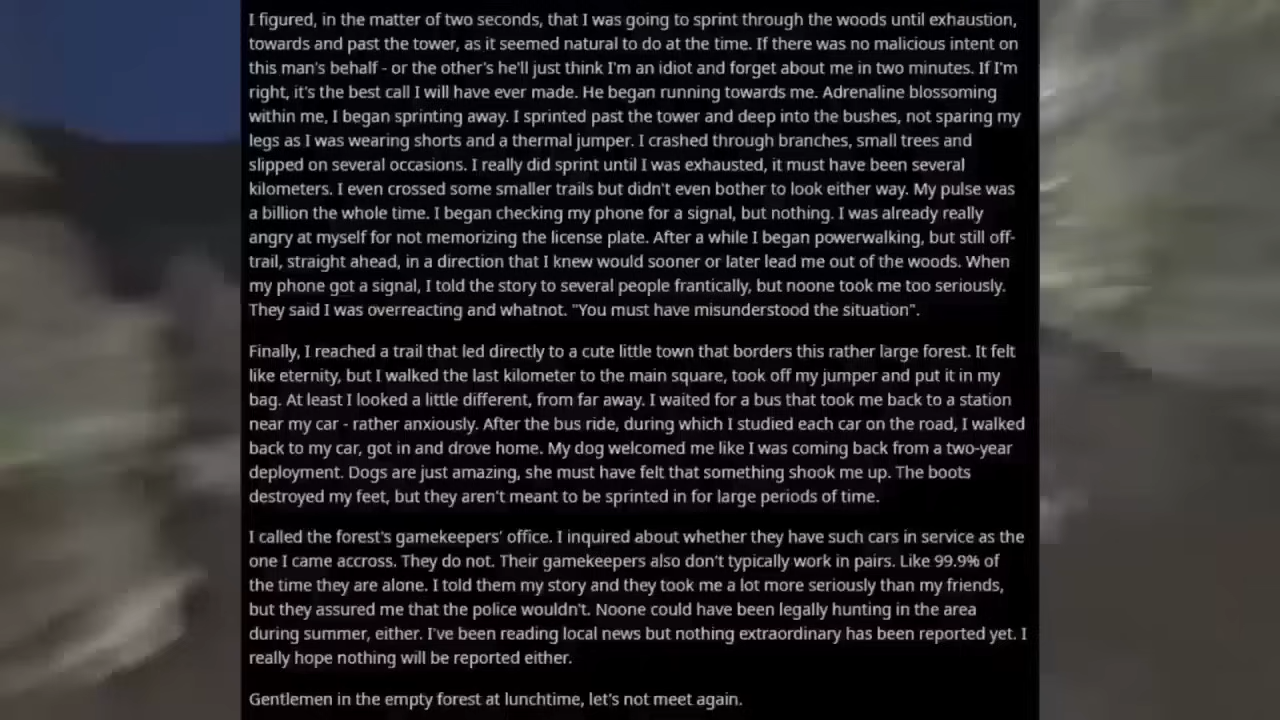 I figured, in the matter of two seconds, that I was going to sprint through the woods until exhaustion,
towards and past the tower, as it seemed natural to do at the time. If there was no malicious intent on
this man's behalf - or the other's he'll just think I'm an idiot and forget about me in two minutes. If I'm
right, it's the best call I will have ever made. He began running towards me. Adrenaline blossoming
within me, I began sprinting away. I sprinted past the tower and deep into the bushes, not sparing my
legs as I was wearing shorts and a thermal jumper. I crashed through branches, small trees and
slipped on several occasions. I really did sprint until I was exhausted, it must have been several
kilometers. I even crossed some smaller trails but didn't even bother to look either way. My pulse was
a billion the whole time. I began checking my phone for a signal, but nothing. I was already really
angry at myself for not memorizing the license plate. After a while I began powerwalking, but still off-
trail, straight ahead, in a direction that I knew would sooner or later lead me out of the woods. When
my phone got a signal, I told the story to several people frantically, but noone took me too seriously.
They said I was overreacting and whatnot. "You must have misunderstood the situation".
Finally, I reached a trail that led directly to a cute little town that borders this rather large forest. It felt
like eternity, but I walked the last kilometer to the main square, took off my jumper and put it in my
bag. At least I looked a little different, from far away. I waited for a bus that took me back to a station
near my car - rather anxiously. After the bus ride, during which I studied each car on the road, I walked
back to my car, got in and drove home. My dog welcomed me like I was coming back from a two-year
deployment. Dogs are just amazing, she must have felt that something shook me up. The boots
destroyed my feet, but they aren't meant to be sprinted in for large periods of time.
I called the forest's gamekeepers' office. I inquired about whether they have such cars in service as the
one I came accross. They do not. Their gamekeepers also don't typically work in pairs. Like 99.9% of
the time they are alone. I told them my story and they took me a lot more seriously than my friends,
but they assured me that the police wouldn't. Noone could have been legally hunting in the area
during summer, either. I've been reading local news but nothing extraordinary has been reported yet. I
really hope nothing will be reported either.
Gentlemen in the empty forest at lunchtime, let's not meet again.